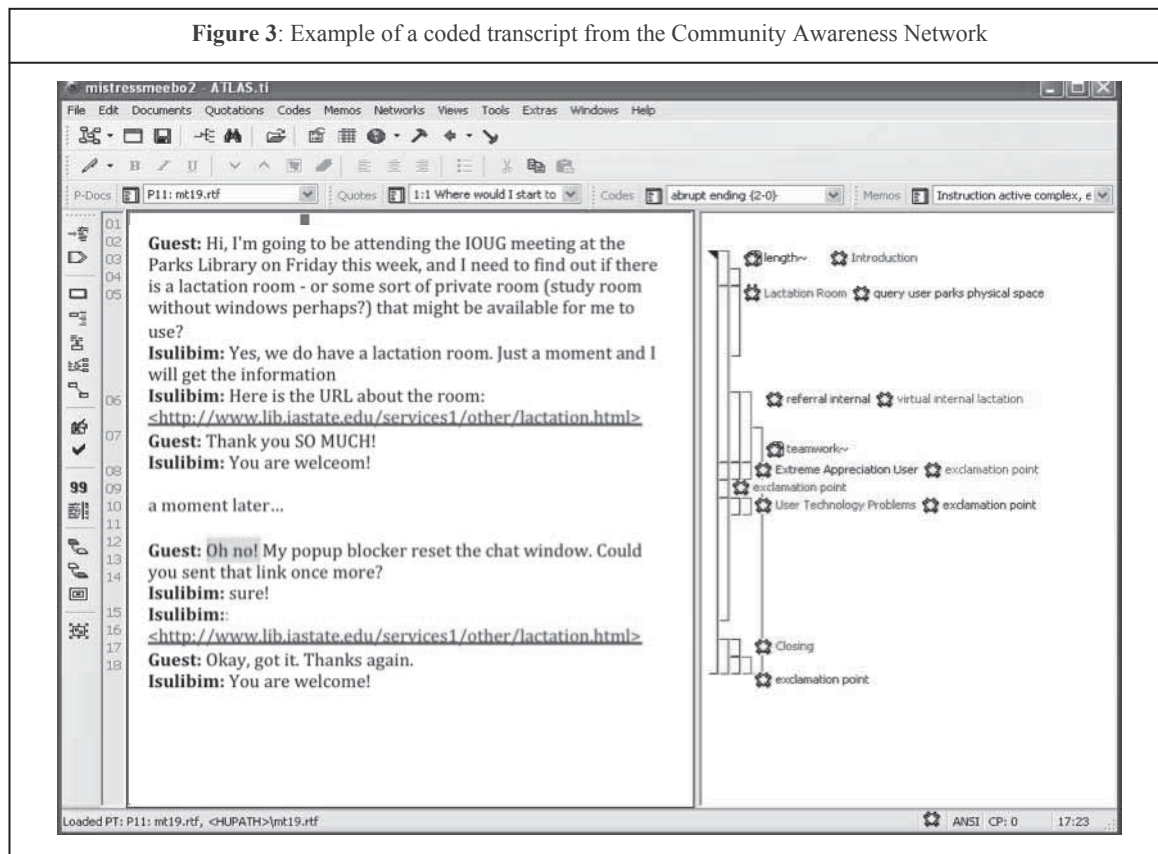 Figure 3: Example of a coded transcript from the Community Awareness Network
mistressmeebo2 - ATLAS.ti
File Edit Documents Quotations Codes Memos Networks Views Tools Extras Windows Help
B I U
P-Docs P11: mt19.rtf Quotes 1:1 Where would I start to Codes abrupt ending {2-0} Memos Instruction active complex, e
01
02
03
04
05
06
07
08
09
10
11
12
13
14
15
16
17
18
99
Guest: Hi, I'm going to be attending the IOUG meeting at the
Parks Library on Friday this week, and I need to find out if there
is a lactation room - or some sort of private room (study room
without windows perhaps?) that might be available for me to
use?
Isulibim: Yes, we do have a lactation room. Just a moment and I
will get the information
Isulibim: Here is the URL about the room:
<http://www.lib.iastate.edu/services1/other/lactation.html>
Guest: Thank you SO MUCH!
Isulibim: You are welceom!
a moment later...
Guest: Oh no! My popup blocker reset the chat window. Could
you sent that link once more?
Isulibim: sure!
Isulibim::
<http://www.lib.iastate.edu/services1/other/lactation.html>
Guest: Okay, got it. Thanks again.
Isulibim: You are welcome!
length~ Introduction
Lactation Room query user parks physical space
referral internal virtual internal lactation
teamwork~
Extreme Appreciation User exclamation point
exclamation point
User Technology Problems exclamation point
Closing
exclamation point
Loaded PT: P11: mt19.rtf, <HUPATH>\mt19.rtf ANSI CP: 0 17:23